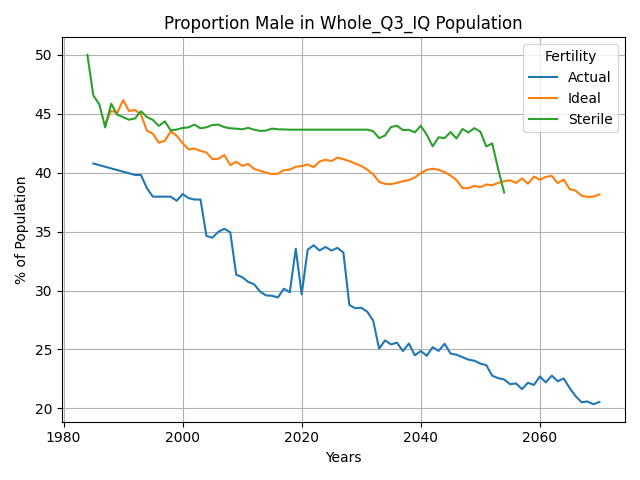 Proportion Male in Whole_Q3_IQ Population
% of Population
50
45
40
35
30
25
20
Fertility
Actual
Ideal
Sterile
1980
2000
2020
2040
2060
Years